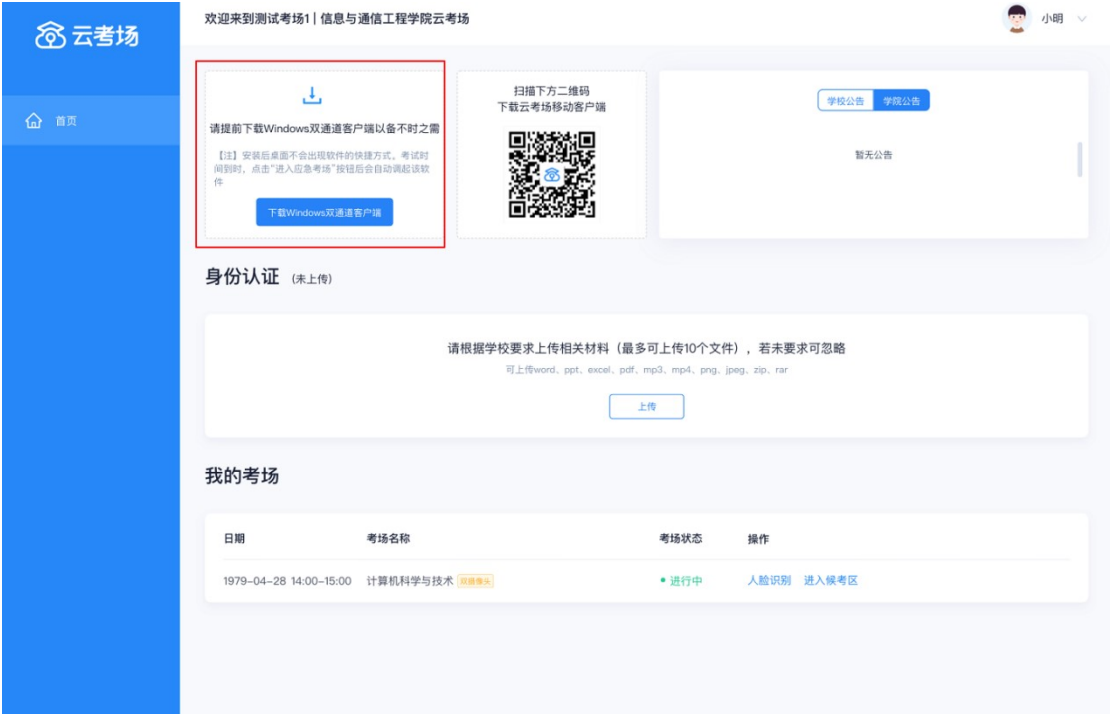 云考场
欢迎来到测试考场1 | 信息与通信工程学院云考场
小明
首页
请提前下载Windows双通道客户端以备不时之需
【注】安装后桌面不会出现软件的快捷方式。考试时
间到时，点击“进入应急考场”按钮后会自动调起该软
件
下载Windows双通道客户端
扫描下方二维码
下载云考场移动客户端
学校公告 学院公告
暂无公告
身份认证 (未上传)
请根据学校要求上传相关材料（最多可上传10个文件），若未要求可忽略
可上传word、ppt、excel、pdf、mp3、mp4、png、jpeg、zip、rar
上传
我的考场
日期 考场名称 考场状态 操作
1979-04-28 14:00-15:00 计算机科学与技术 双摄像头 进行中 人脸识别 进入候考区